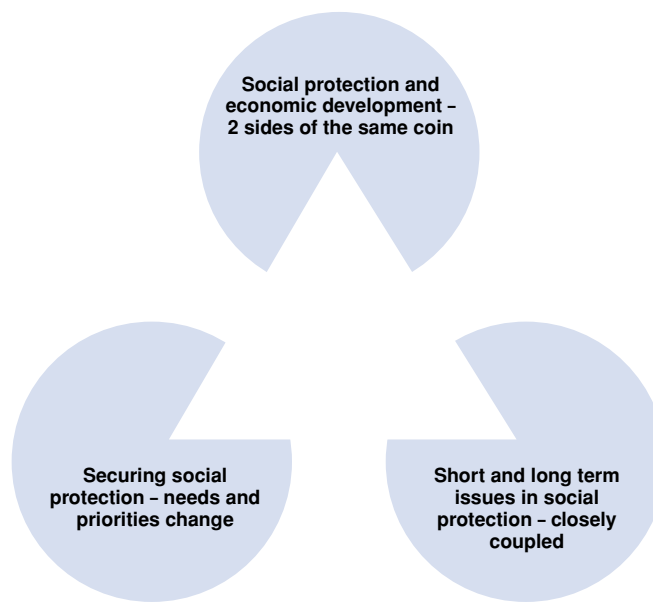 Social protection and
economic development –
2 sides of the same coin
Securing social
protection – needs and
priorities change
Short and long term
issues in social
protection – closely
coupled